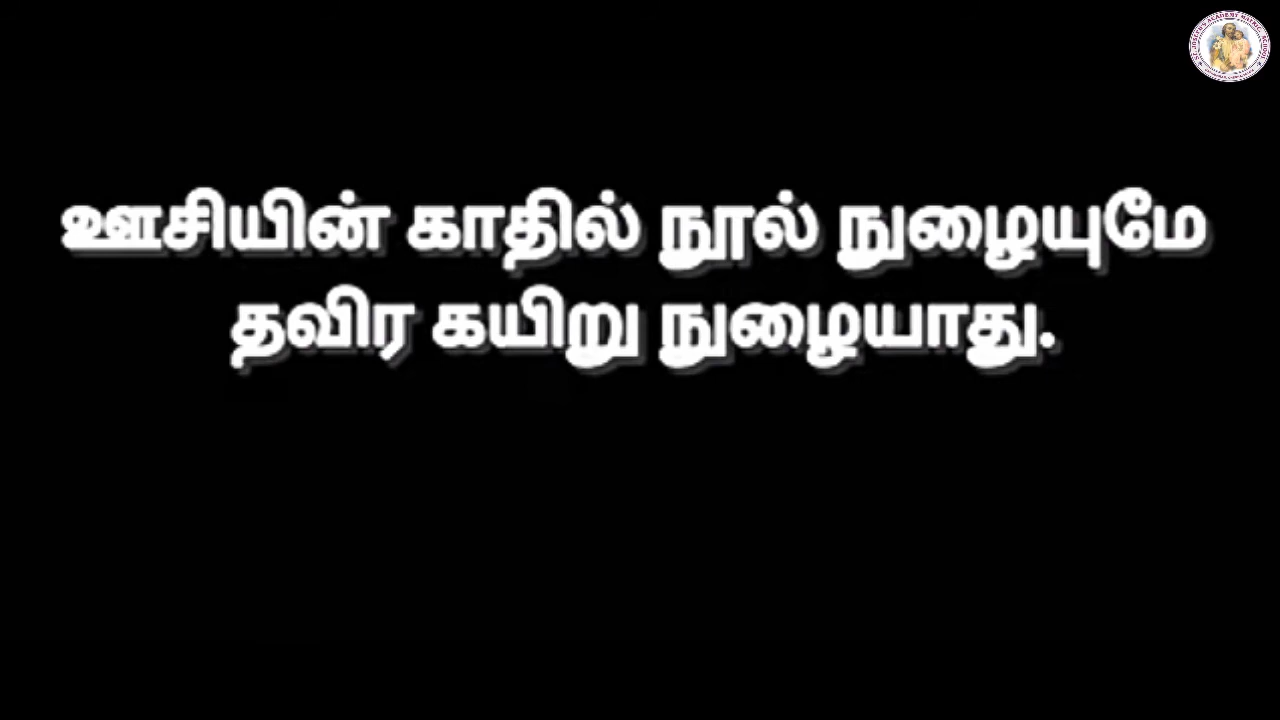 ஊசியின் காதில் நூல் நுழையுமே
தவிர கயிறு நுழையாது.